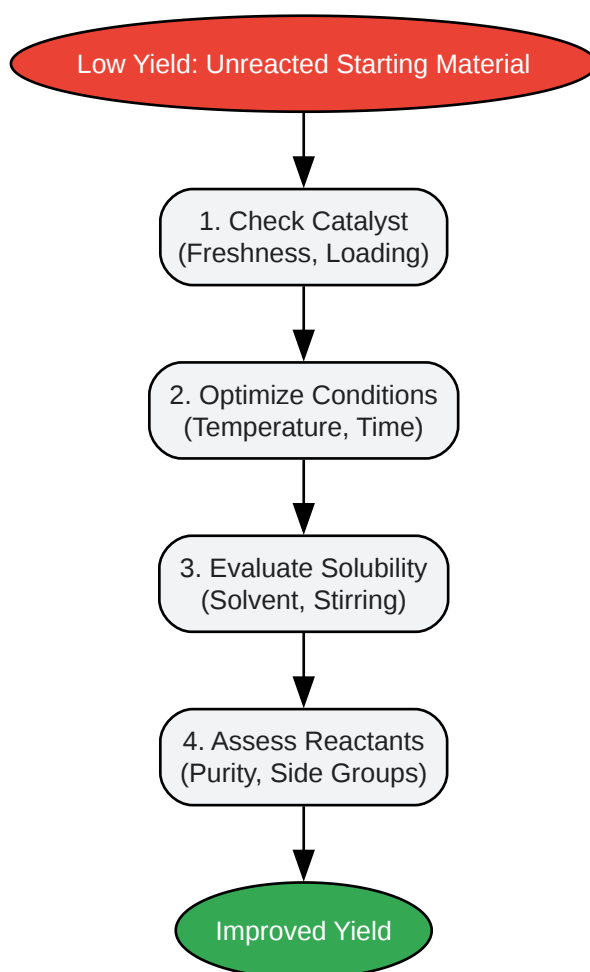 Low Yield: Unreacted Starting Material
1. Check Catalyst
(Freshness, Loading)
2. Optimize Conditions
(Temperature, Time)
3. Evaluate Solubility
(Solvent, Stirring)
4. Assess Reactants
(Purity, Side Groups)
Improved Yield